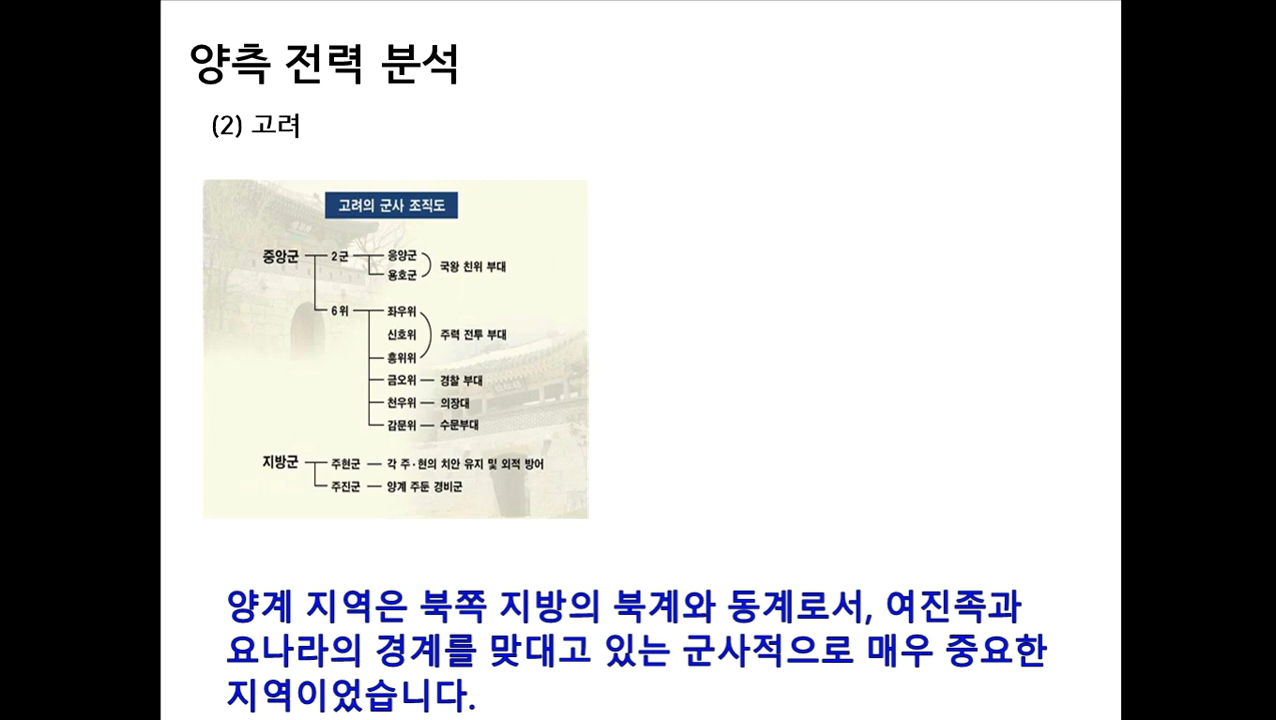 양측 전력 분석
(2) 고려
고려의 군사 조직도
중앙군 2군 응양군 국왕 친위 부대
용호군
6위 좌우위
신호위 주력 전투 부대
흥위위
금오위 경찰 부대
천우위 의장대
감문위 수문부대
지방군 주현군 각 주·현의 치안 유지 및 외적 방어
주진군 양계 주둔 경비군
양계 지역은 북쪽 지방의 북계와 동계로서, 여진족과
요나라의 경계를 맞대고 있는 군사적으로 매우 중요한
지역이었습니다.